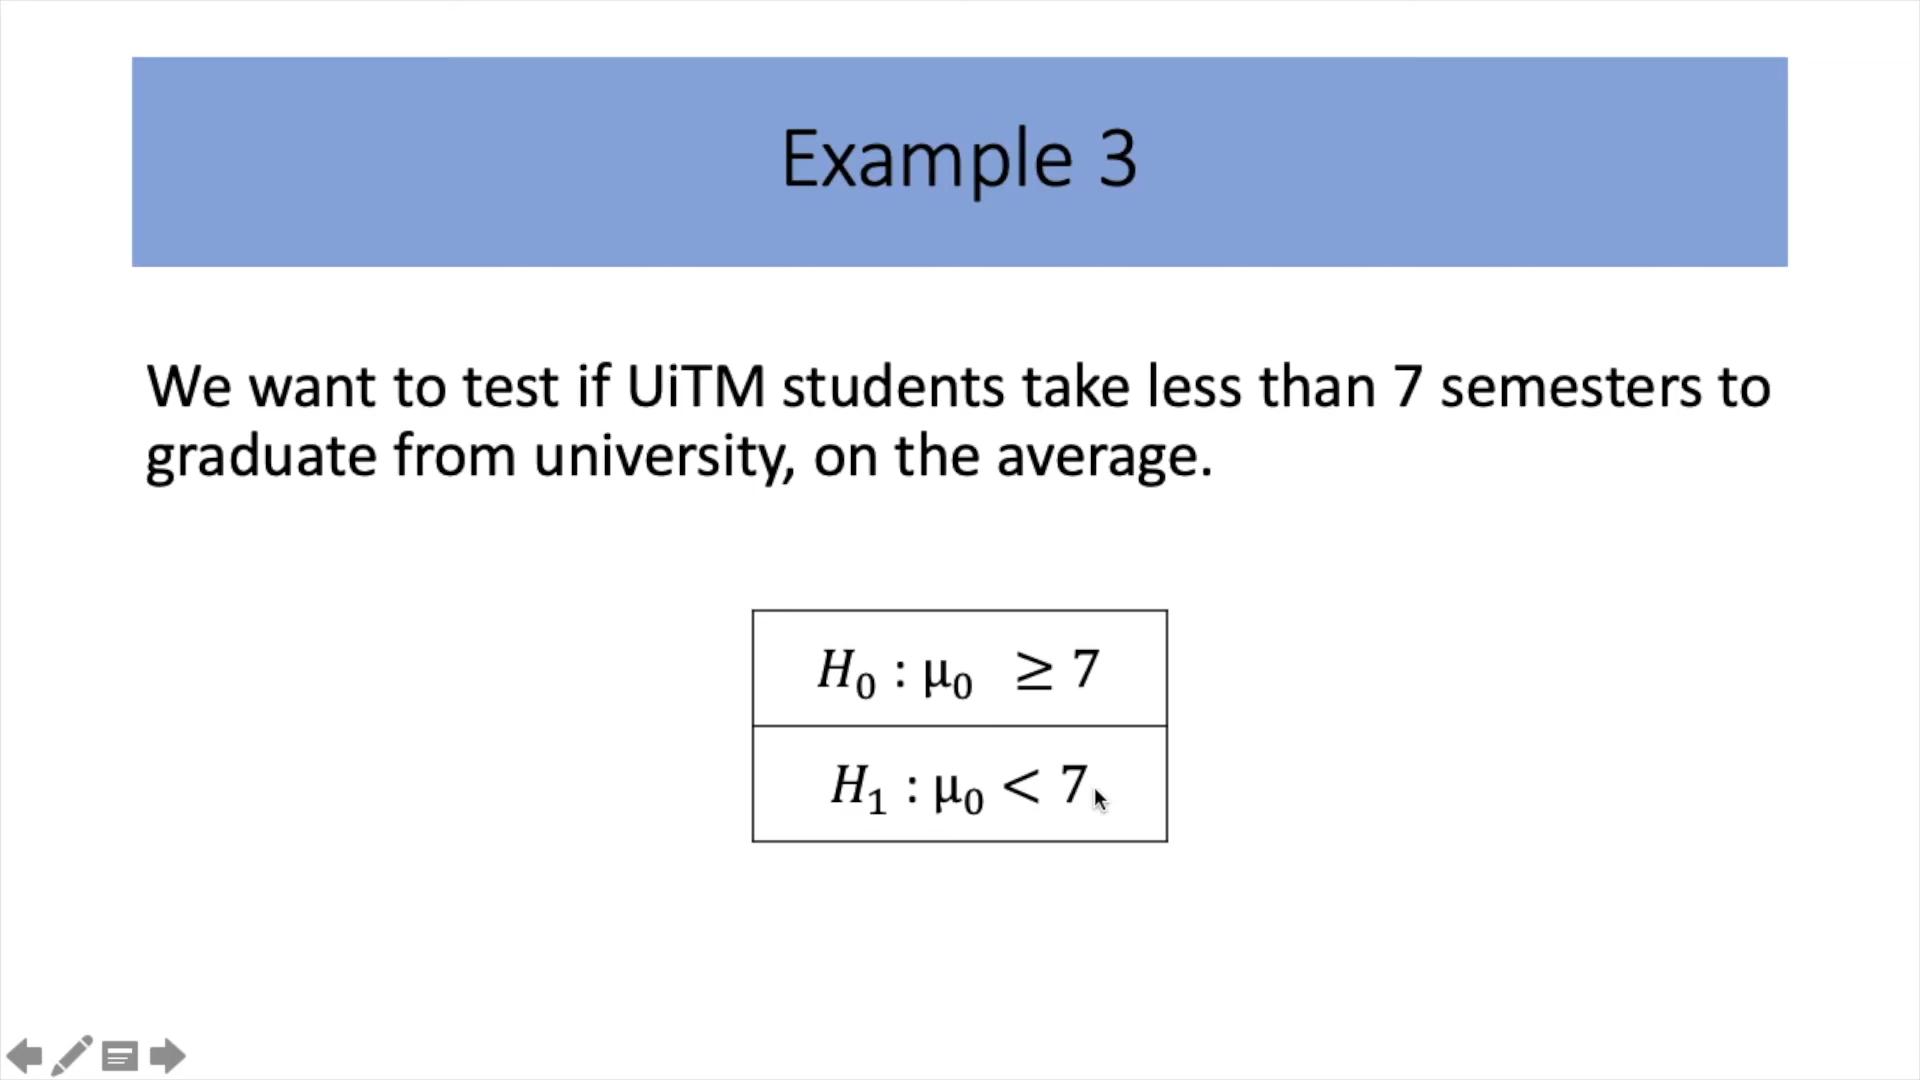 Example 3
We want to test if UiTM students take less than 7 semesters to
graduate from university, on the average.
H₀ : μ₀ ≥ 7
H₁ : μ₀ < 7